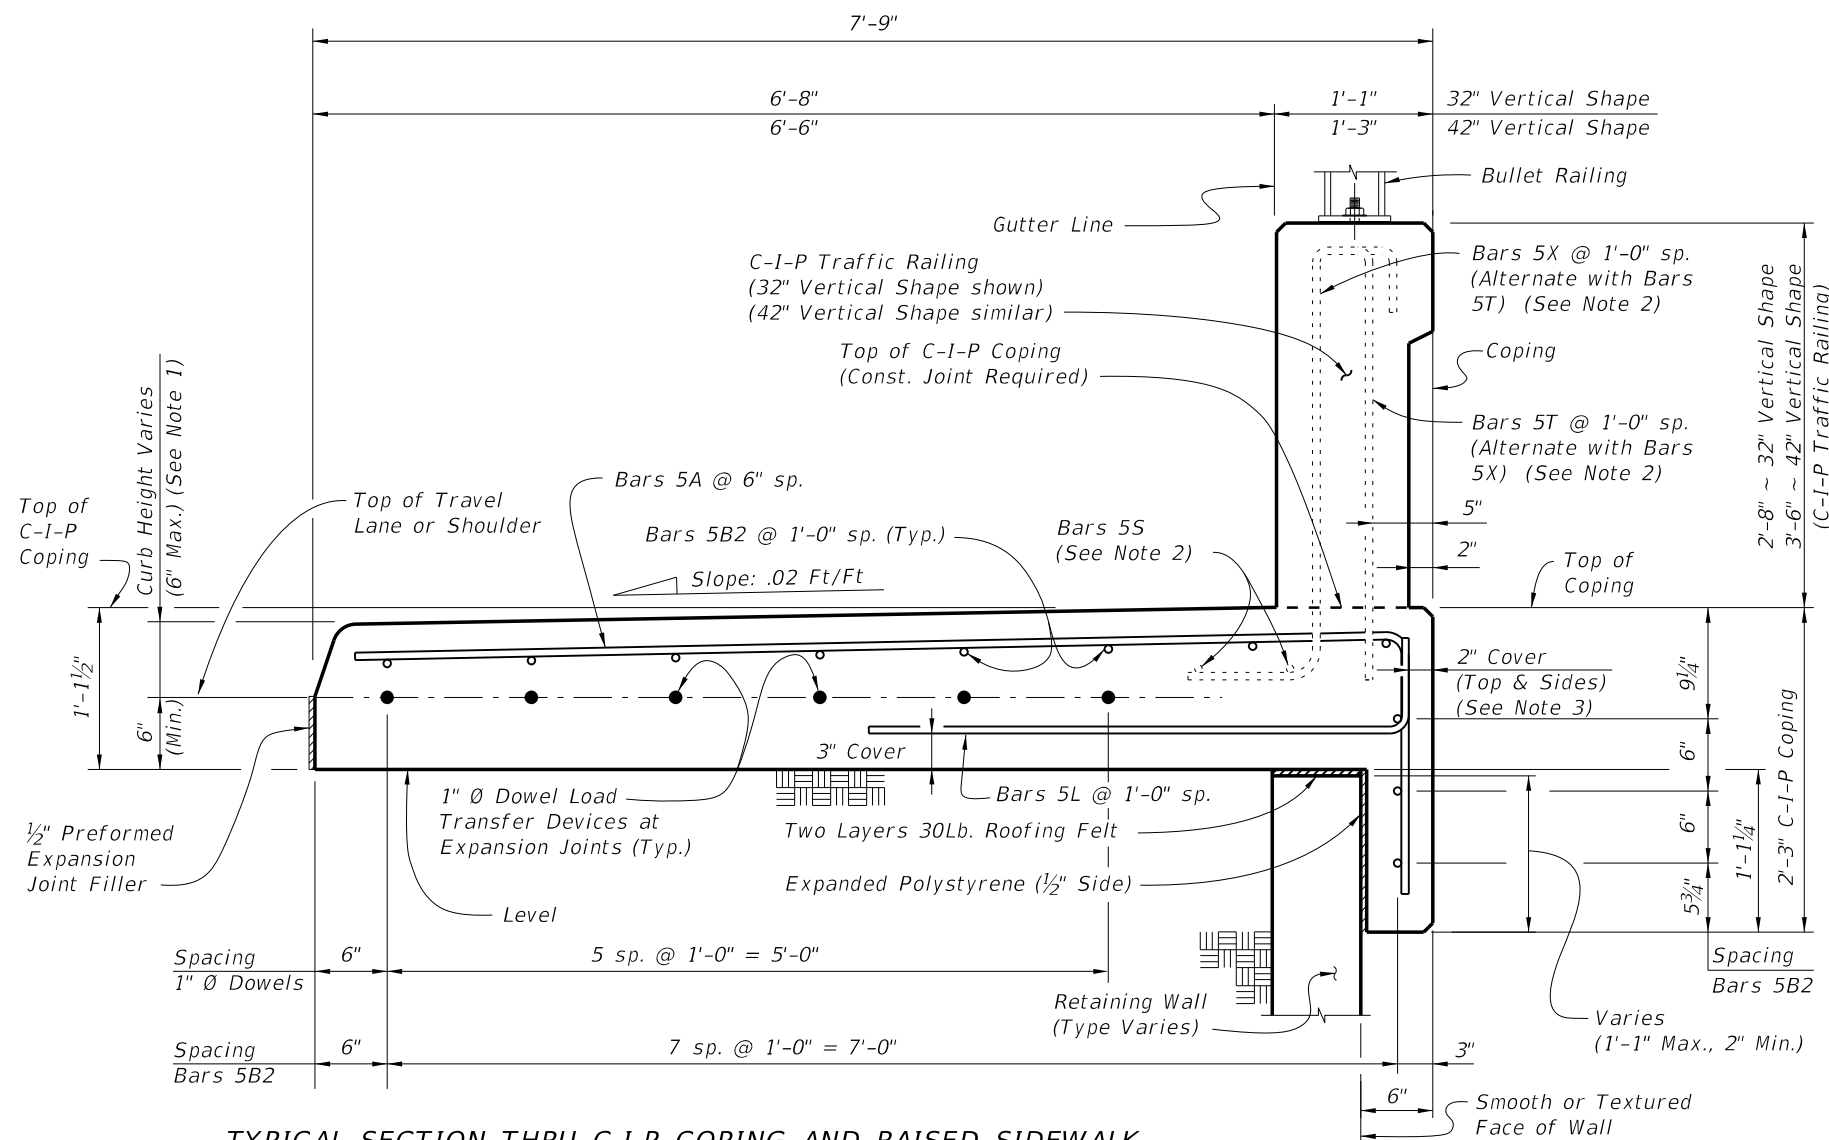 7'-9"
6'-8"
6'-6"
1'-1"
1'-3"
32" Vertical Shape
42" Vertical Shape
Bullet Railing
Gutter Line
C-I-P Traffic Railing
(32" Vertical Shape shown)
(42" Vertical Shape similar)
Bars 5X @ 1'-0" sp.
(Alternate with Bars
5T) (See Note 2)
Top of C-I-P Coping
(Const. Joint Required)
Coping
Bars 5T @ 1'-0" sp.
(Alternate with Bars
5X) (See Note 2)
2'-8" ~ 32" Vertical Shape
3'-6" ~ 42" Vertical Shape
(C-I-P Traffic Railing)
Curb Height Varies
(6" Max.) (See Note 1)
Top of
C-I-P
Coping
Top of Travel
Lane or Shoulder
Bars 5A @ 6" sp.
Bars 5B2 @ 1'-0" sp. (Typ.)
Bars 5S
(See Note 2)
5"
2"
Top of
Coping
Slope: .02 Ft/Ft
1'-1½"
6"
(Min.)
2" Cover
(Top & Sides)
(See Note 3)
9¼"
6"
6"
5¾"
1'-1¼"
2'-3" C-I-P Coping
3" Cover
Bars 5L @ 1'-0" sp.
1" Ø Dowel Load
Transfer Devices at
Expansion Joints (Typ.)
Two Layers 30Lb. Roofing Felt
Expanded Polystyrene (½" Side)
½" Preformed
Expansion
Joint Filler
Level
Spacing
1" Ø Dowels
6"
5 sp. @ 1'-0" = 5'-0"
Spacing
Bars 5B2
Retaining Wall
(Type Varies)
Varies
(1'-1" Max., 2" Min.)
Spacing
Bars 5B2
6"
7 sp. @ 1'-0" = 7'-0"
3"
6"
Smooth or Textured
Face of Wall
TYPICAL SECTION THRU C-I-P COPING AND RAISED SIDEWALK